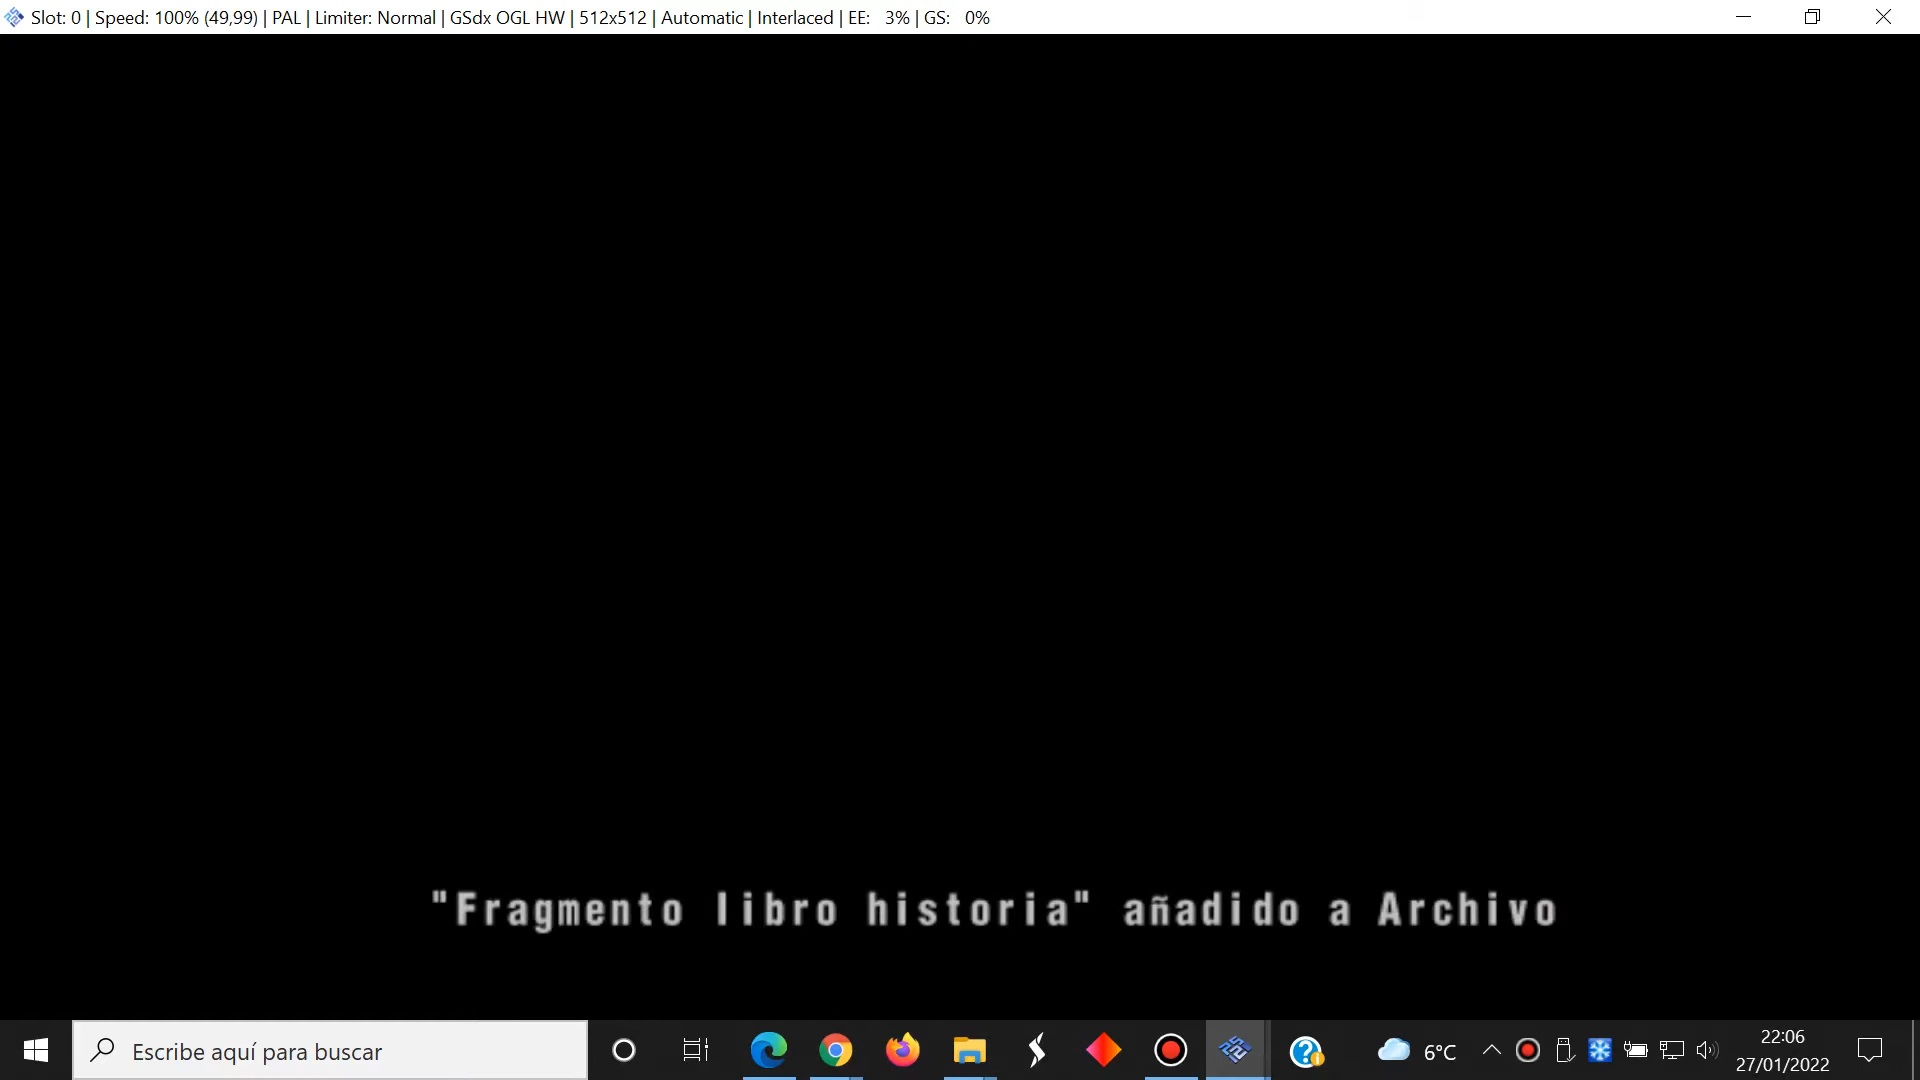 Slot: 0 | Speed: 100% (49,99) | PAL | Limiter: Normal | GSdx OGL HW | 512x512 | Automatic | Interlaced | EE: 3% | GS: 0%
"Fragmento libro historia" añadido a Archivo
Escribe aquí para buscar
6°C
22:06
27/01/2022